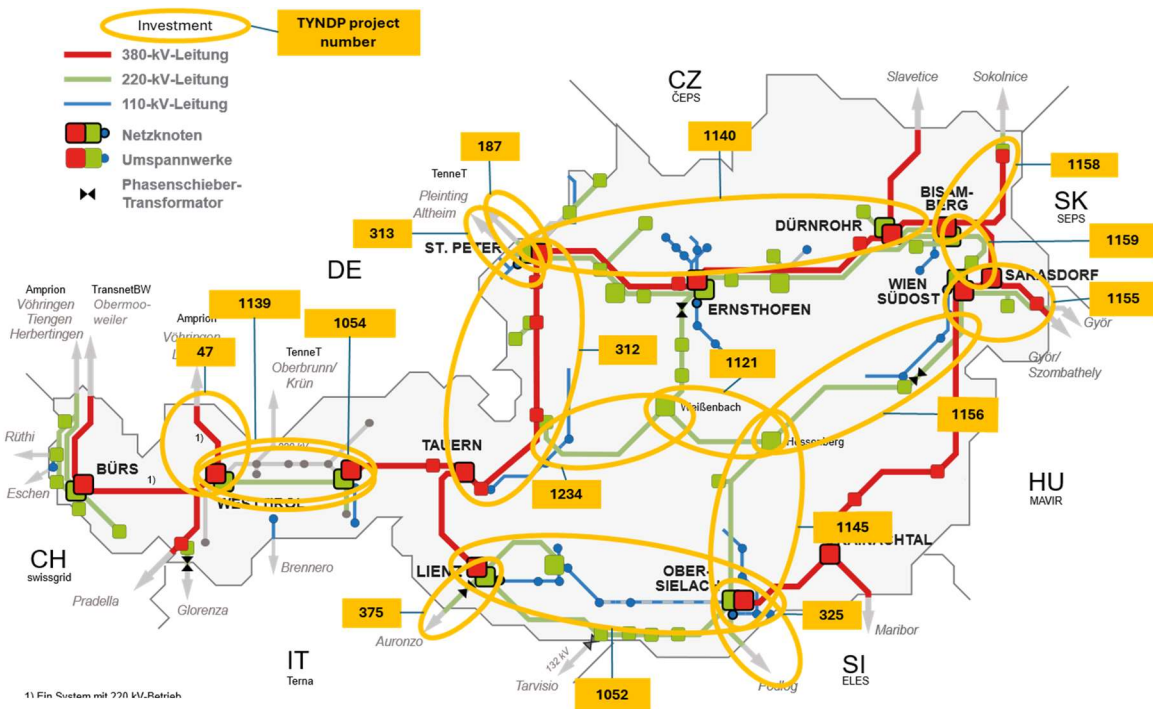 Investment
TYNDP project
number
380-kV-Leitung
220-kV-Leitung
110-kV-Leitung
Netzknoten
Umspannwerke
Phasenschieber-
Transformator
CZ
ČEPS
Slavetice
Sokolnice
187
1140
1158
TenneT
Pleinting
Altheim
BISAM-
BERG
SK
SEPS
313
ST. PETER
DÜRNROHR
1159
DE
WIEN
SÜDOST
SARASDORF
1155
Amprion
Vöhringen
Tiengen
Herbertingen
TransnetBW
Obermoo-
weiler
1139
Amprion
Vöhringen
47
1054
TenneT
Oberbrunn/
Krün
ERNSTHOFEN
Györ
312
1121
Györ/
Szombathely
Weißenbach
1156
Hessenberg
Rüthi
1)
TAUERN
BÜRS
1)
Eschen
WESTTIROL
1234
HU
MAVIR
1145
CH
swissgrid
Brennero
LIENZ
OBER-
SIELACH
Pradella
Glorenza
375
325
Auronzo
Maribor
IT
Terna
132 kV
Tarvisio
1052
Podlog
SI
ELES
1) Ein System mit 220 kV-Betrieb